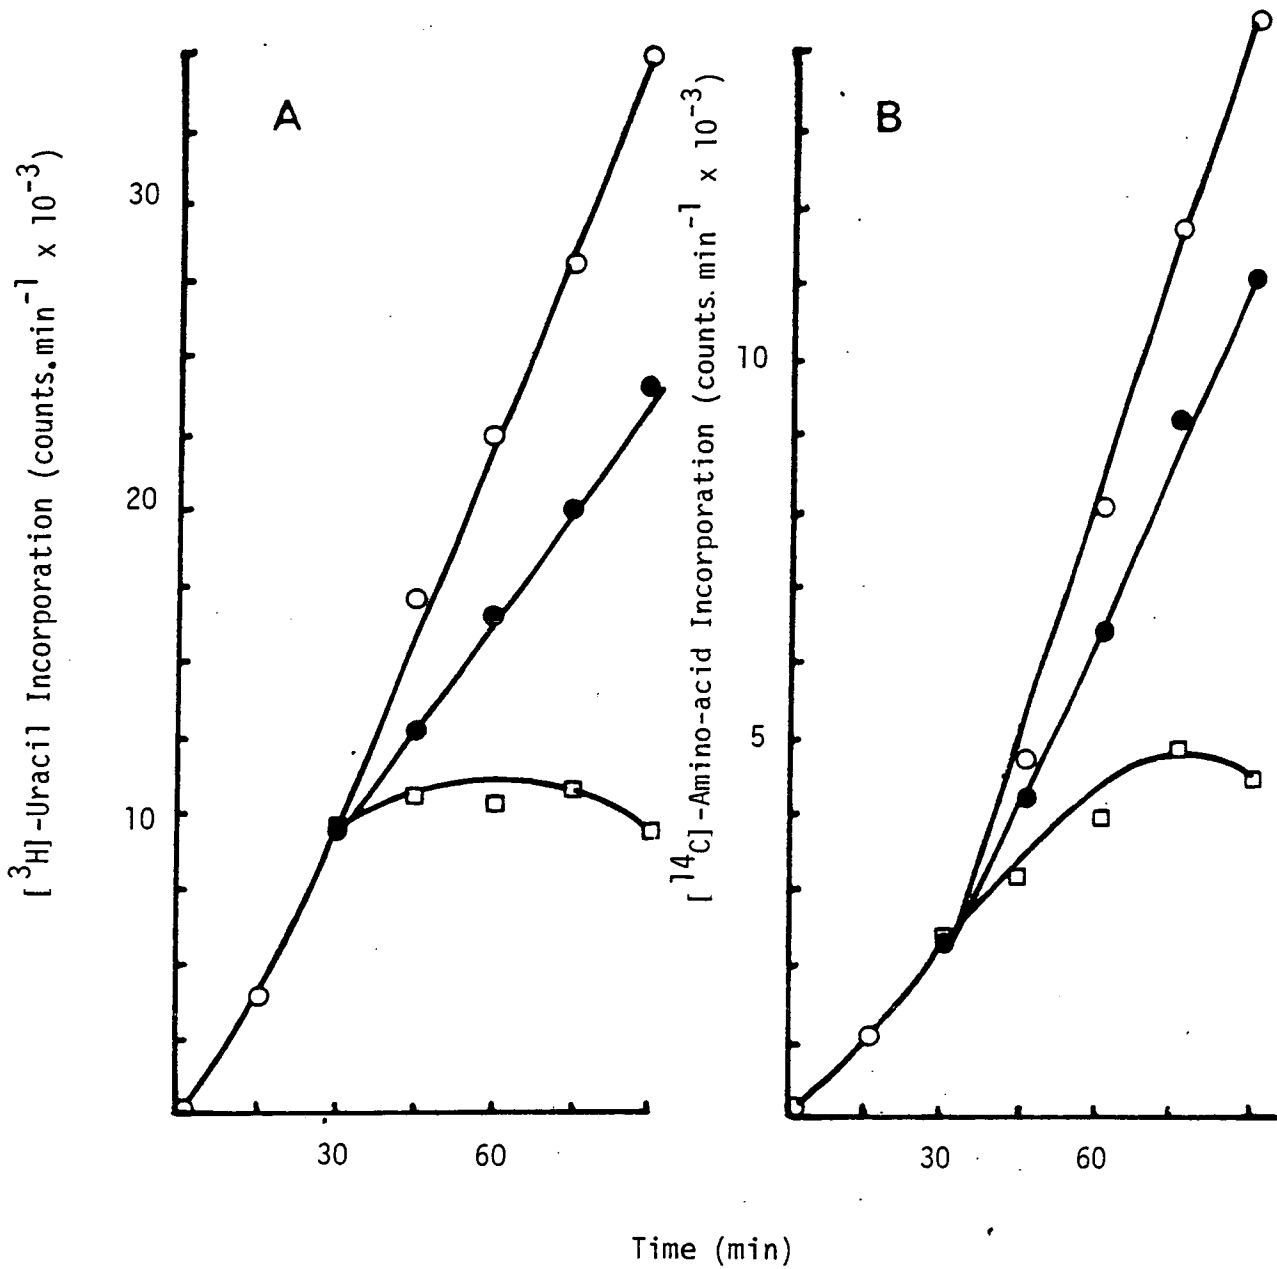 A
[³H]-Uracil Incorporation (counts.min⁻¹ x 10⁻³)
30
20
10
30 60
B
[¹⁴C]-Amino-acid Incorporation (counts.min⁻¹ x 10⁻³)
10
5
30 60
Time (min)